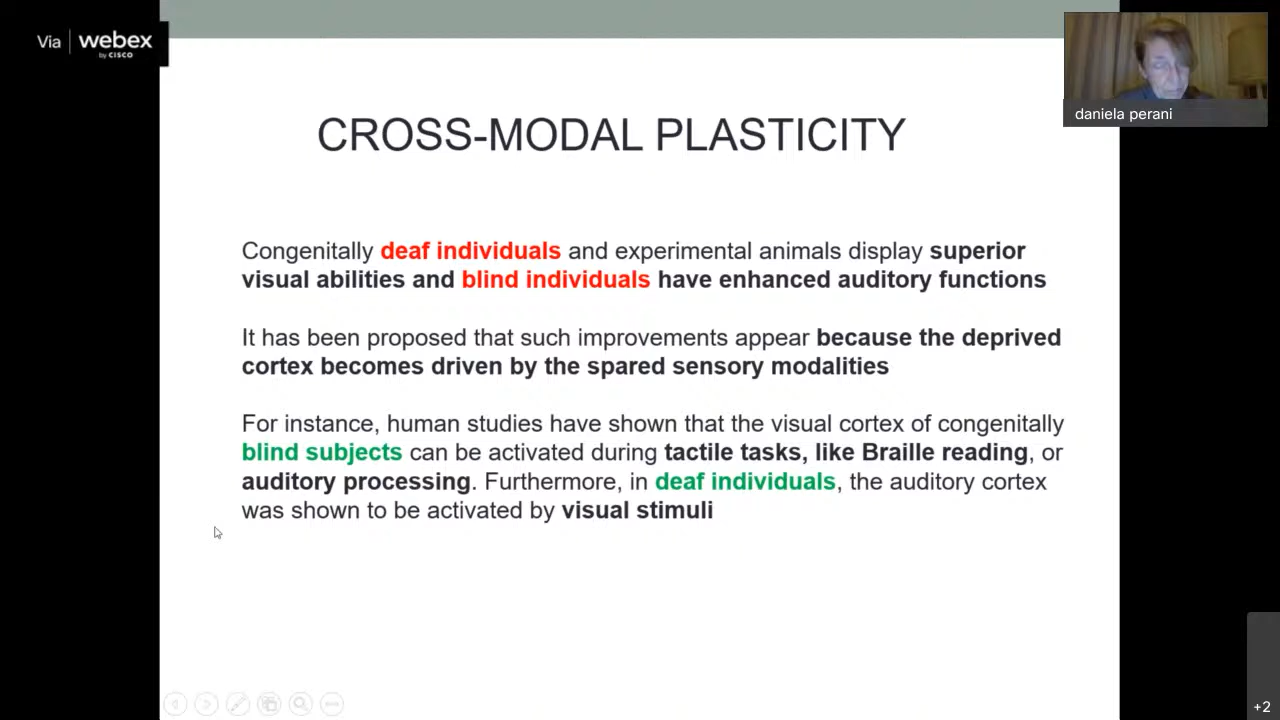 Via webex
by CISCO
daniela perani
CROSS-MODAL PLASTICITY
Congenitally deaf individuals and experimental animals display superior
visual abilities and blind individuals have enhanced auditory functions
It has been proposed that such improvements appear because the deprived
cortex becomes driven by the spared sensory modalities
For instance, human studies have shown that the visual cortex of congenitally
blind subjects can be activated during tactile tasks, like Braille reading, or
auditory processing. Furthermore, in deaf individuals, the auditory cortex
was shown to be activated by visual stimuli
+2